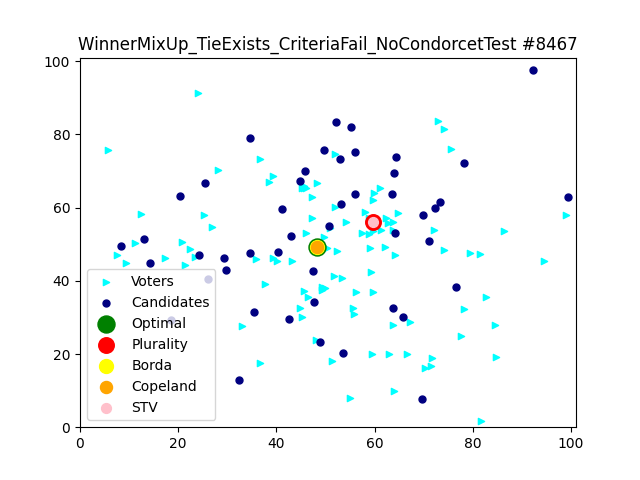 WinnerMixUp_TieExists_CriteriaFail_NoCondorcetTest #8467
100
80
60
40
20
0
Voters
Candidates
Optimal
Plurality
Borda
Copeland
STV
0 20 40 60 80 100